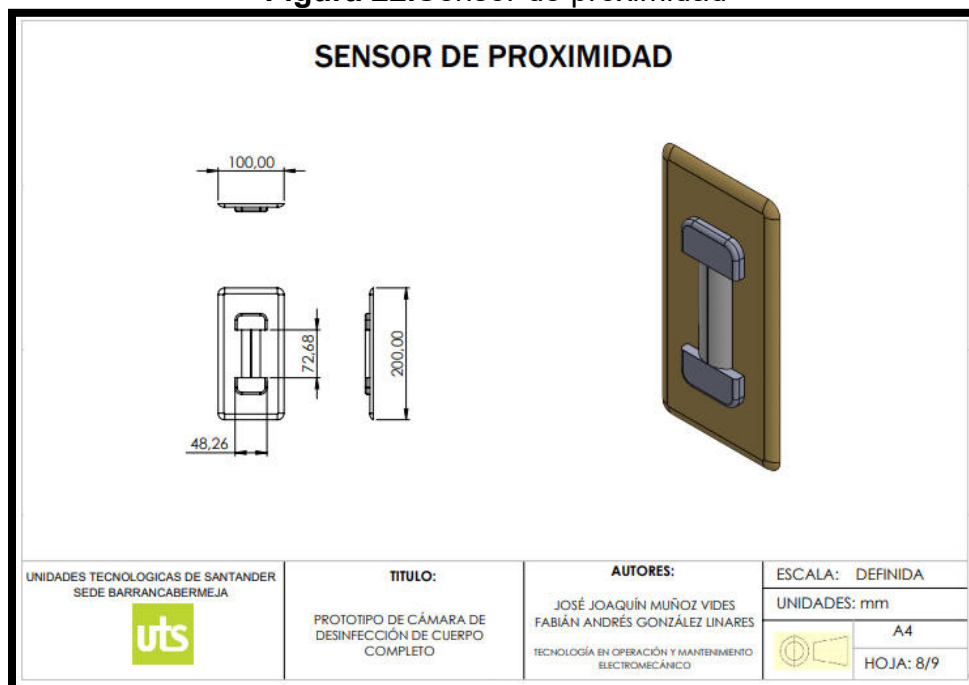 SENSOR DE PROXIMIDAD
100,00
72,68
200,00
48,26
UNIDADES TECNOLOGICAS DE SANTANDER
SEDE BARRANCABERMEJA
uts
TITULO:
PROTOTIPO DE CÁMARA DE
DESINFECCIÓN DE CUERPO
COMPLETO
AUTORES:
JOSÉ JOAQUÍN MUÑOZ VIDES
FABIÁN ANDRÉS GONZÁLEZ LINARES
TECNOLOGÍA EN OPERACIÓN Y MANTENIMIENTO
ELECTROMECÁNICO
ESCALA: DEFINIDA
UNIDADES: mm
A4
HOJA: 8/9